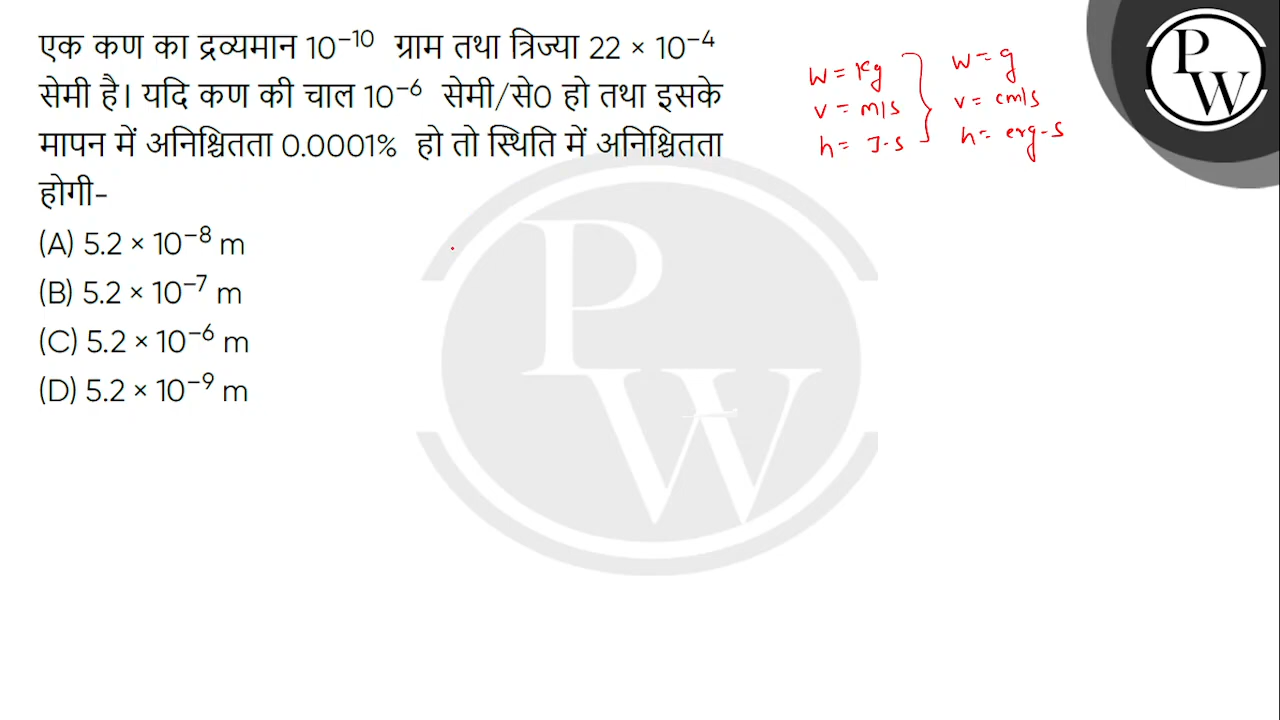 एक कण का द्रव्यमान 10⁻¹⁰ ग्राम तथा त्रिज्या 22 × 10⁻⁴
सेमी है। यदि कण की चाल 10⁻⁶ सेमी/से0 हो तथा इसके
मापन में अनिश्चितता 0.0001% हो तो स्थिति में अनिश्चितता
होगी-
(A) 5.2 × 10⁻⁸ m
(B) 5.2 × 10⁻⁷ m
(C) 5.2 × 10⁻⁶ m
(D) 5.2 × 10⁻⁹ m
W = Kg
v = m/s
h = J-s
W = g
v = cm/s
h = erg-s
P
W
P
W